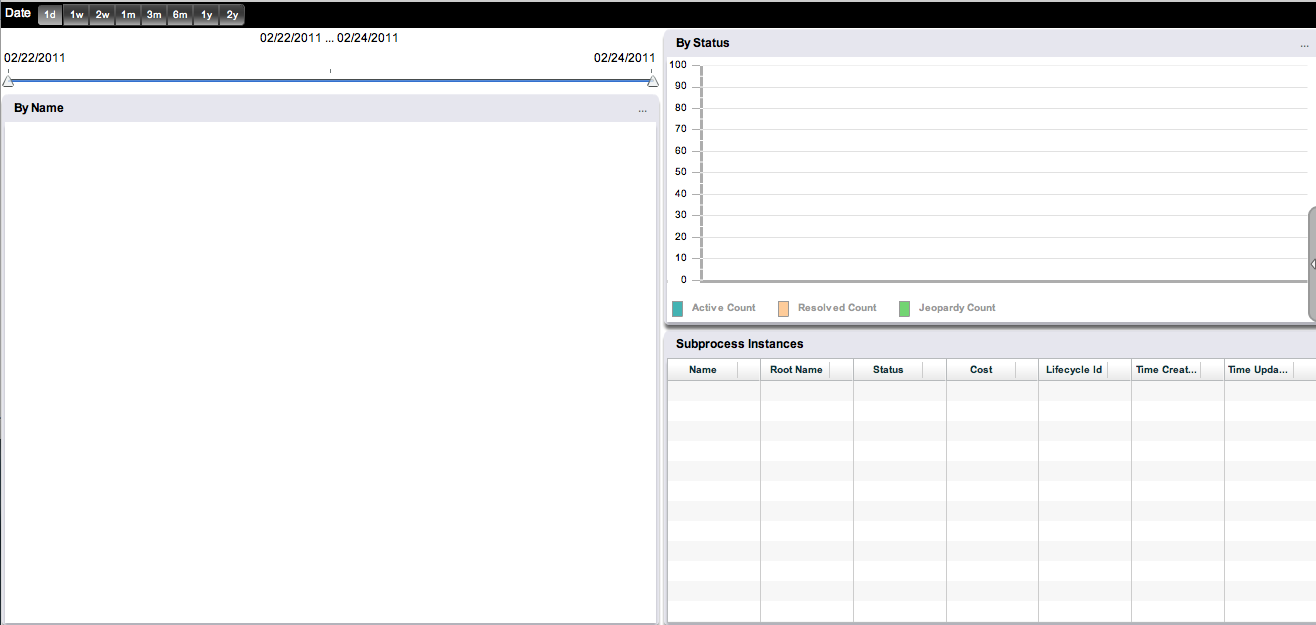 Date 1d 1w 2w 1m 3m 6m 1y 2y
02/22/2011 ... 02/24/2011
02/22/2011 02/24/2011
By Name ...
By Status ...
100
90
80
70
60
50
40
30
20
10
0
Active Count Resolved Count Jeopardy Count
Subprocess Instances
Name Root Name Status Cost Lifecycle Id Time Creat... Time Upda...